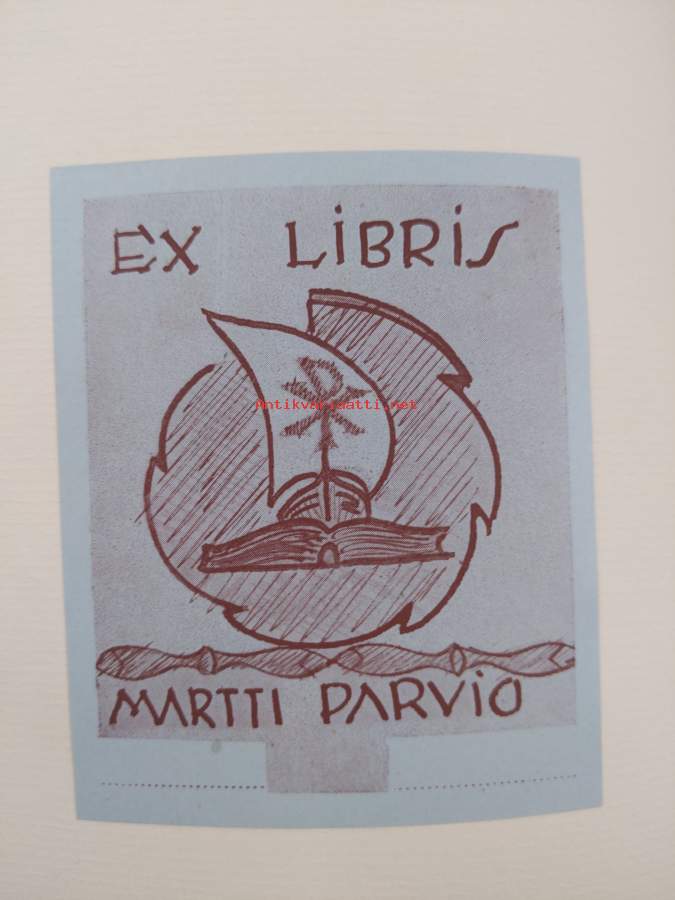 EX LiBRiS
Antikvariaatti.net
MARTTI PARViO